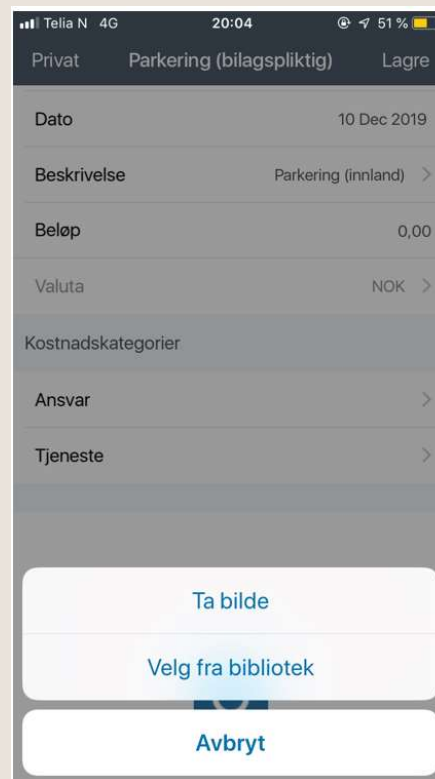 Telia N 4G 20:04 51 %
Privat Parkering (bilagspliktig) Lagre
Dato 10 Dec 2019
Beskrivelse Parkering (innland)
Beløp 0,00
Valuta NOK
Kostnadskategorier
Ansvar
Tjeneste
Ta bilde
Velg fra bibliotek
Avbryt